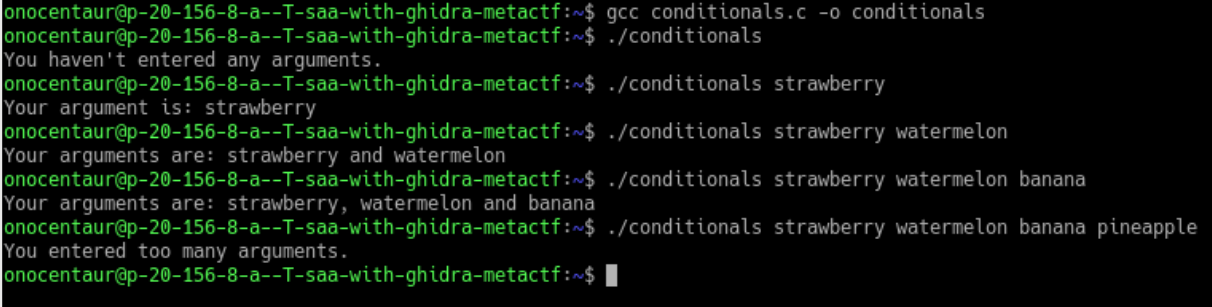 onocentaur@p-20-156-8-a--T-saa-with-ghidra-metactf:~$ gcc conditionals.c -o conditionals
onocentaur@p-20-156-8-a--T-saa-with-ghidra-metactf:~$ ./conditionals
You haven't entered any arguments.
onocentaur@p-20-156-8-a--T-saa-with-ghidra-metactf:~$ ./conditionals strawberry
Your argument is: strawberry
onocentaur@p-20-156-8-a--T-saa-with-ghidra-metactf:~$ ./conditionals strawberry watermelon
Your arguments are: strawberry and watermelon
onocentaur@p-20-156-8-a--T-saa-with-ghidra-metactf:~$ ./conditionals strawberry watermelon banana
Your arguments are: strawberry, watermelon and banana
onocentaur@p-20-156-8-a--T-saa-with-ghidra-metactf:~$ ./conditionals strawberry watermelon banana pineapple
You entered too many arguments.
onocentaur@p-20-156-8-a--T-saa-with-ghidra-metactf:~$